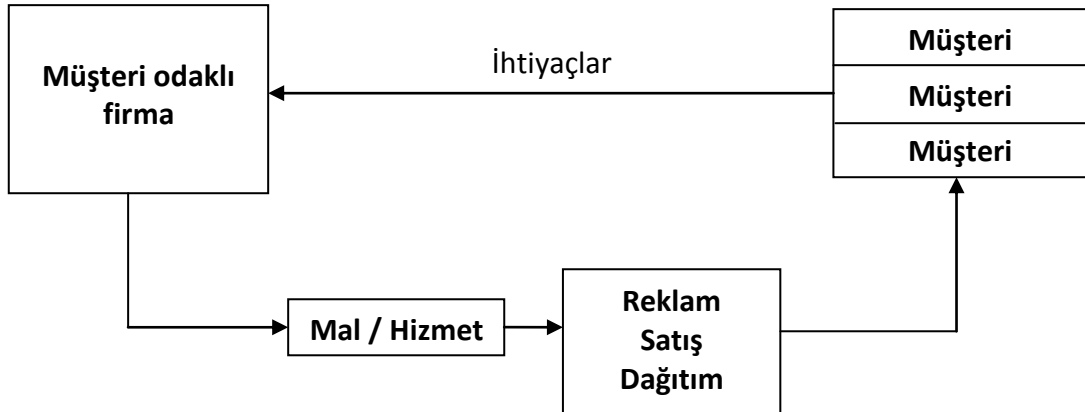 Müşteri odaklı
firma
İhtiyaçlar
Müşteri
Müşteri
Müşteri
Mal / Hizmet
Reklam
Satış
Dağıtım